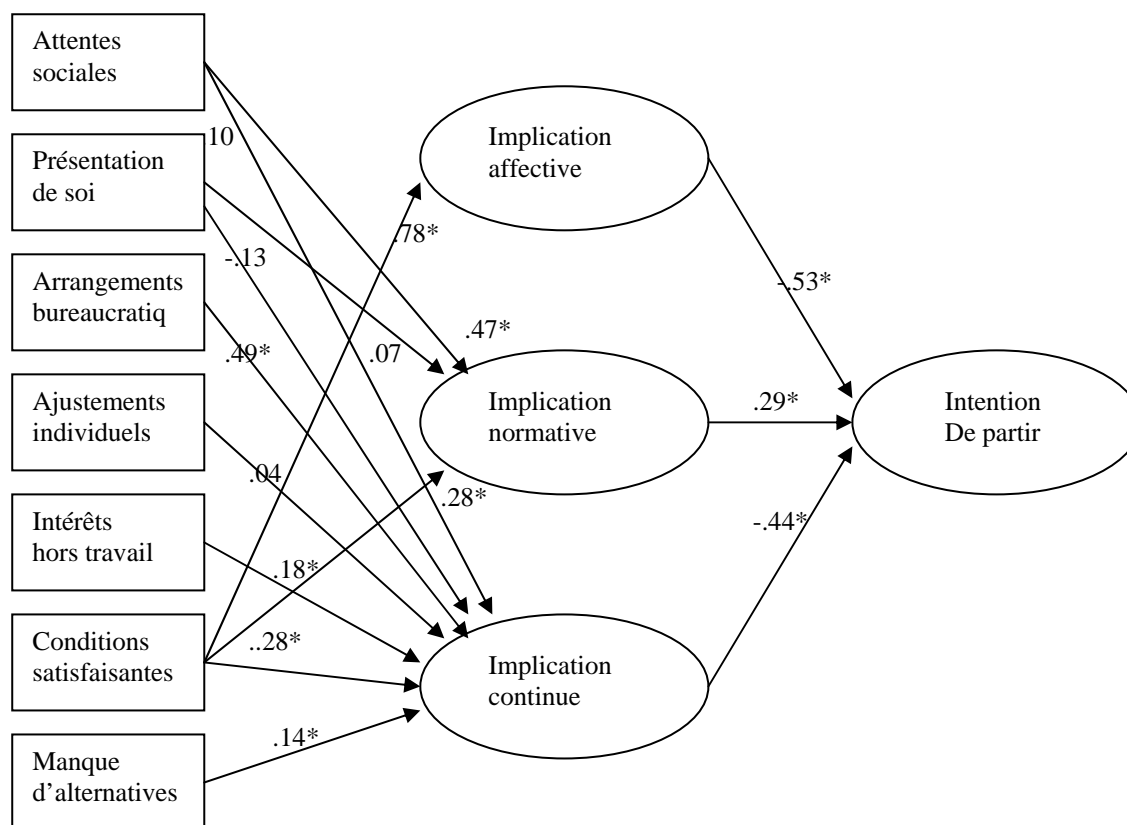 Attentes
sociales
Présentation
de soi
Arrangements
bureaucratiq
Ajustements
individuels
Intérêts
hors travail
Conditions
satisfaisantes
Manque
d’alternatives
.10
-.13
.49*
.04
.18*
..28*
.14*
.78*
.07
.47*
.28*
Implication
affective
Implication
normative
Implication
continue
-.53*
.29*
-.44*
Intention
De partir